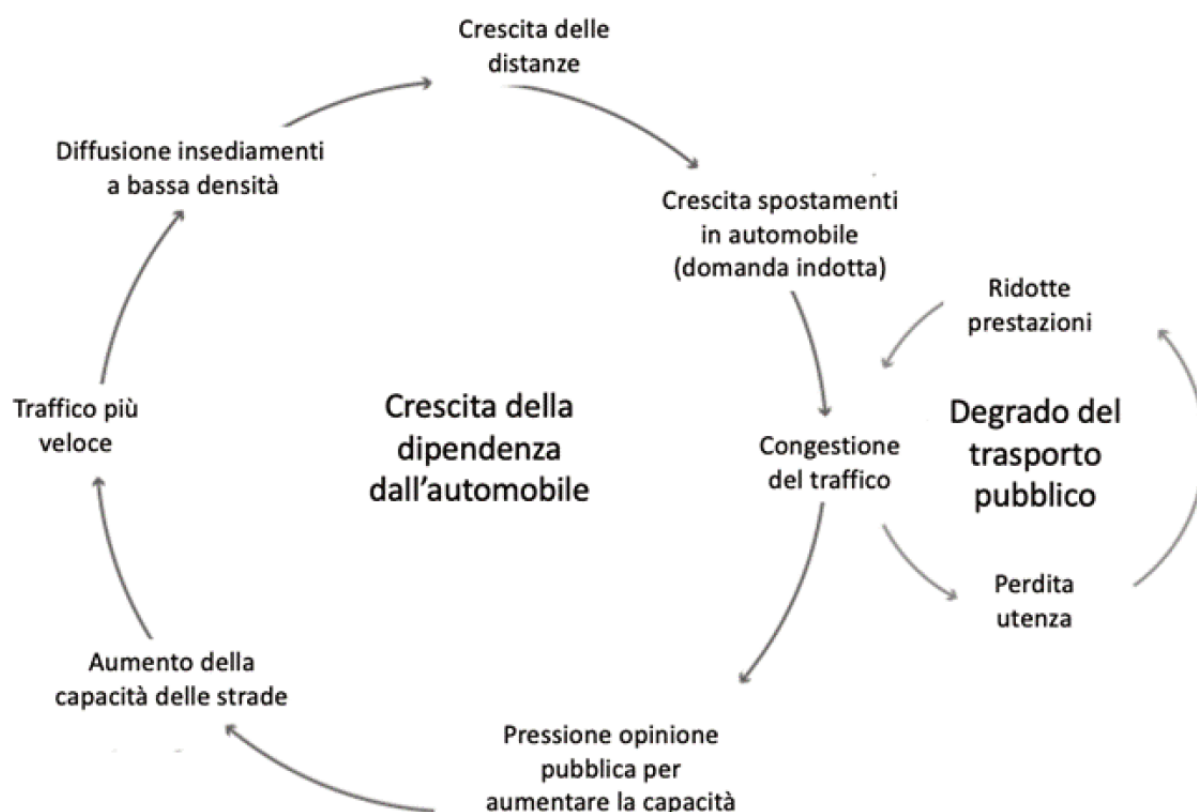 Crescita delle
distanze
Diffusione insediamenti
a bassa densità
Crescita spostamenti
in automobile
(domanda indotta)
Ridotte
prestazioni
Traffico più
veloce
Crescita della
dipendenza
dall'automobile
Congestione
del traffico
Degrado del
trasporto
pubblico
Perdita
utenza
Aumento della
capacità delle strade
Pressione opinione
pubblica per
aumentare la capacità